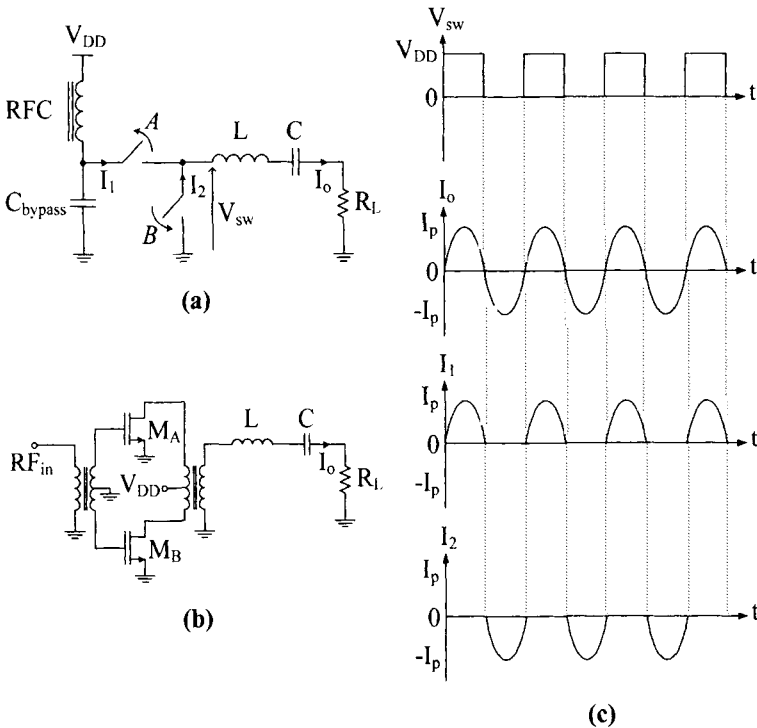 V_DD
RFC
A
L
C
I_1
I_2
I_o
C_bypass
B
V_sw
R_L
(a)
M_A
L
C
RF_in
V_DD
I_o
R_L
M_B
(b)
V_sw
V_DD
0
t
I_o
I_p
0
t
-I_p
I_1
I_p
0
t
-I_p
I_2
I_p
0
t
-I_p
(c)